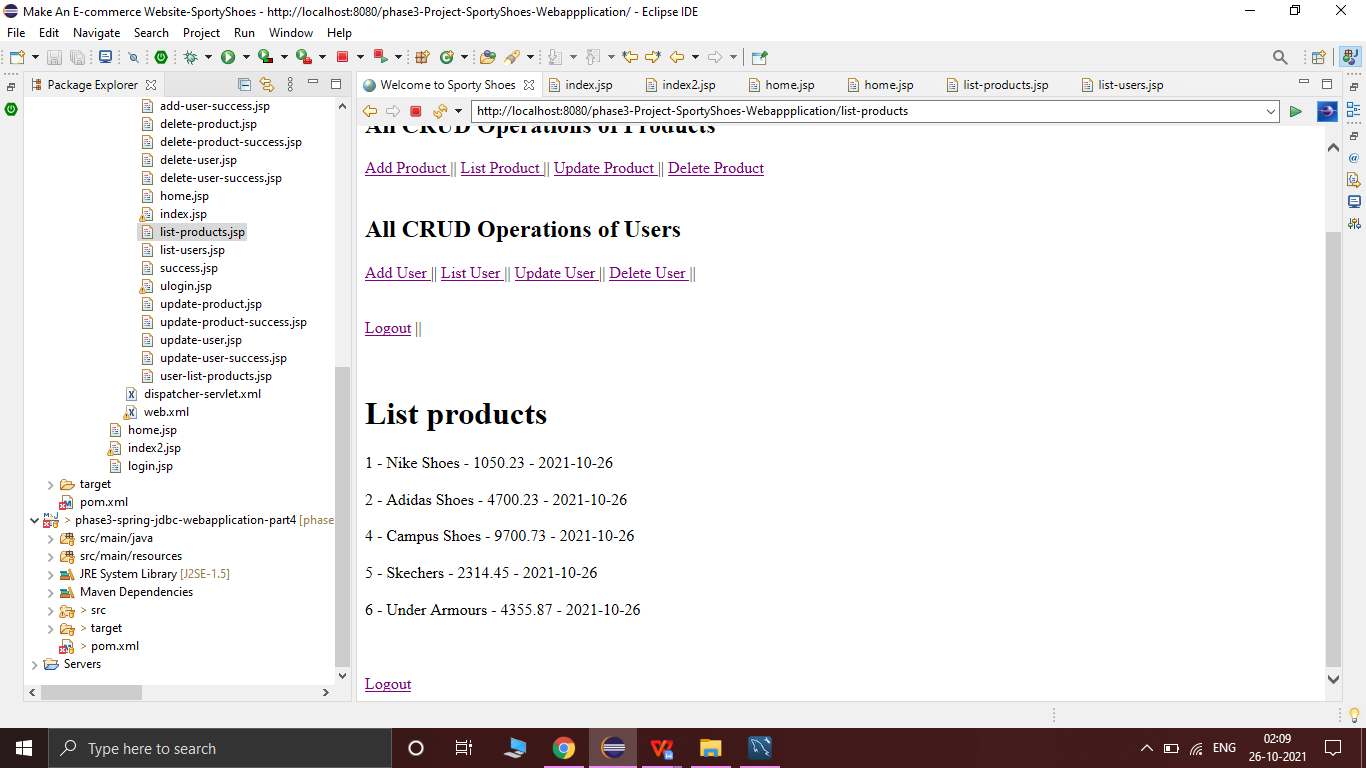 Make An E-commerce Website-SportyShoes - http://localhost:8080/phase3-Project-SportyShoes-Webappplication/ - Eclipse IDE
File Edit Navigate Search Project Run Window Help
Package Explorer
add-user-success.jsp
delete-product.jsp
delete-product-success.jsp
delete-user.jsp
delete-user-success.jsp
home.jsp
index.jsp
list-products.jsp
list-users.jsp
success.jsp
ulogin.jsp
update-product.jsp
update-product-success.jsp
update-user.jsp
update-user-success.jsp
user-list-products.jsp
dispatcher-servlet.xml
web.xml
home.jsp
index2.jsp
login.jsp
target
pom.xml
> phase3-spring-jdbc-webapplication-part4 [phase
src/main/java
src/main/resources
JRE System Library [J2SE-1.5]
Maven Dependencies
> src
> target
> pom.xml
Servers
Welcome to Sporty Shoes index.jsp index2.jsp home.jsp home.jsp list-products.jsp list-users.jsp
http://localhost:8080/phase3-Project-SportyShoes-Webappplication/list-products
All CRUD Operations of Products
Add Product || List Product || Update Product || Delete Product
All CRUD Operations of Users
Add User || List User || Update User || Delete User ||
Logout ||
List products
1 - Nike Shoes - 1050.23 - 2021-10-26
2 - Adidas Shoes - 4700.23 - 2021-10-26
4 - Campus Shoes - 9700.73 - 2021-10-26
5 - Skechers - 2314.45 - 2021-10-26
6 - Under Armours - 4355.87 - 2021-10-26
Logout
Type here to search
ENG
02:09
26-10-2021